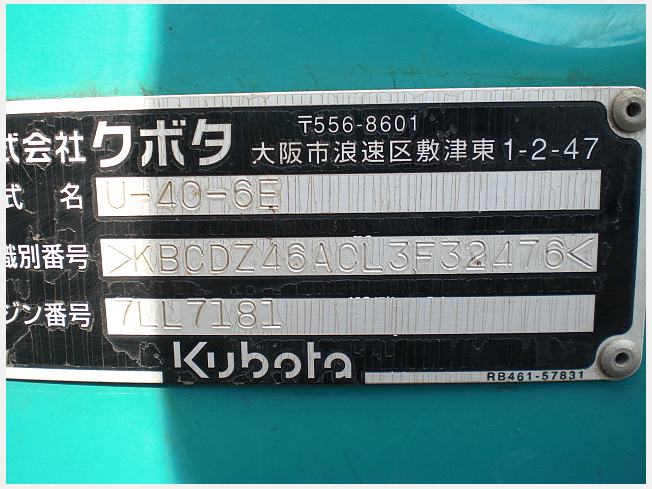 式会社クボタ
〒556-8601
大阪市浪速区敷津東1-2-47
式 名 U-40-6E
識別番号 >KBCDZ46ACL3F32476<
ジン番号 7LL7181
Kubota
RB461-57831